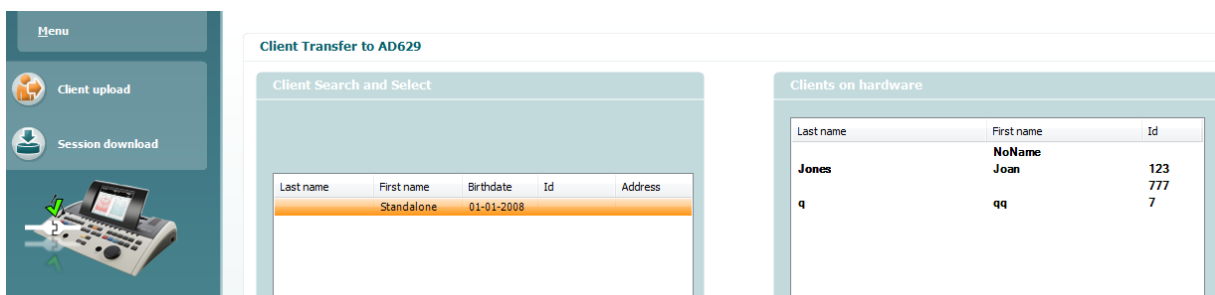 Menu
Client Transfer to AD629
Client upload
Session download
Client Search and Select
Last name First name Birthdate Id Address
Standalone 01-01-2008
Clients on hardware
Last name First name Id
NoName
Jones Joan 123
777
q qq 7